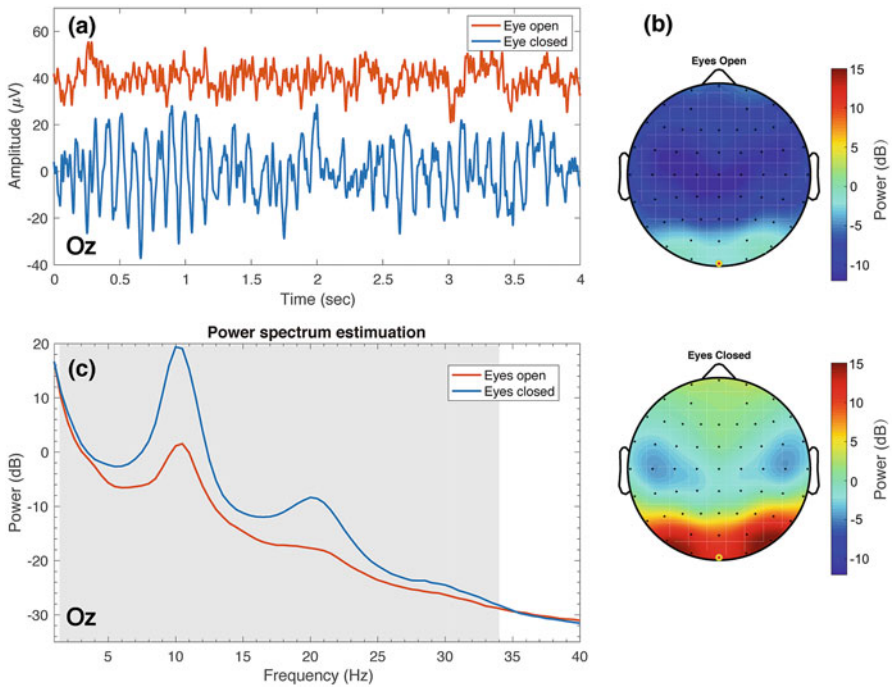 (a)
Eye open
Eye closed
60
40
20
0
-20
-40
Amplitude (µV)
Oz
0 0.5 1 1.5 2 2.5 3 3.5 4
Time (sec)
(b)
Eyes Open
15
10
5
0
-5
-10
Power (dB)
Power spectrum estimuation
(c)
Eyes open
Eyes closed
20
10
0
-10
-20
-30
Power (dB)
Oz
5 10 15 20 25 30 35 40
Frequency (Hz)
Eyes Closed
15
10
5
0
-5
-10
Power (dB)